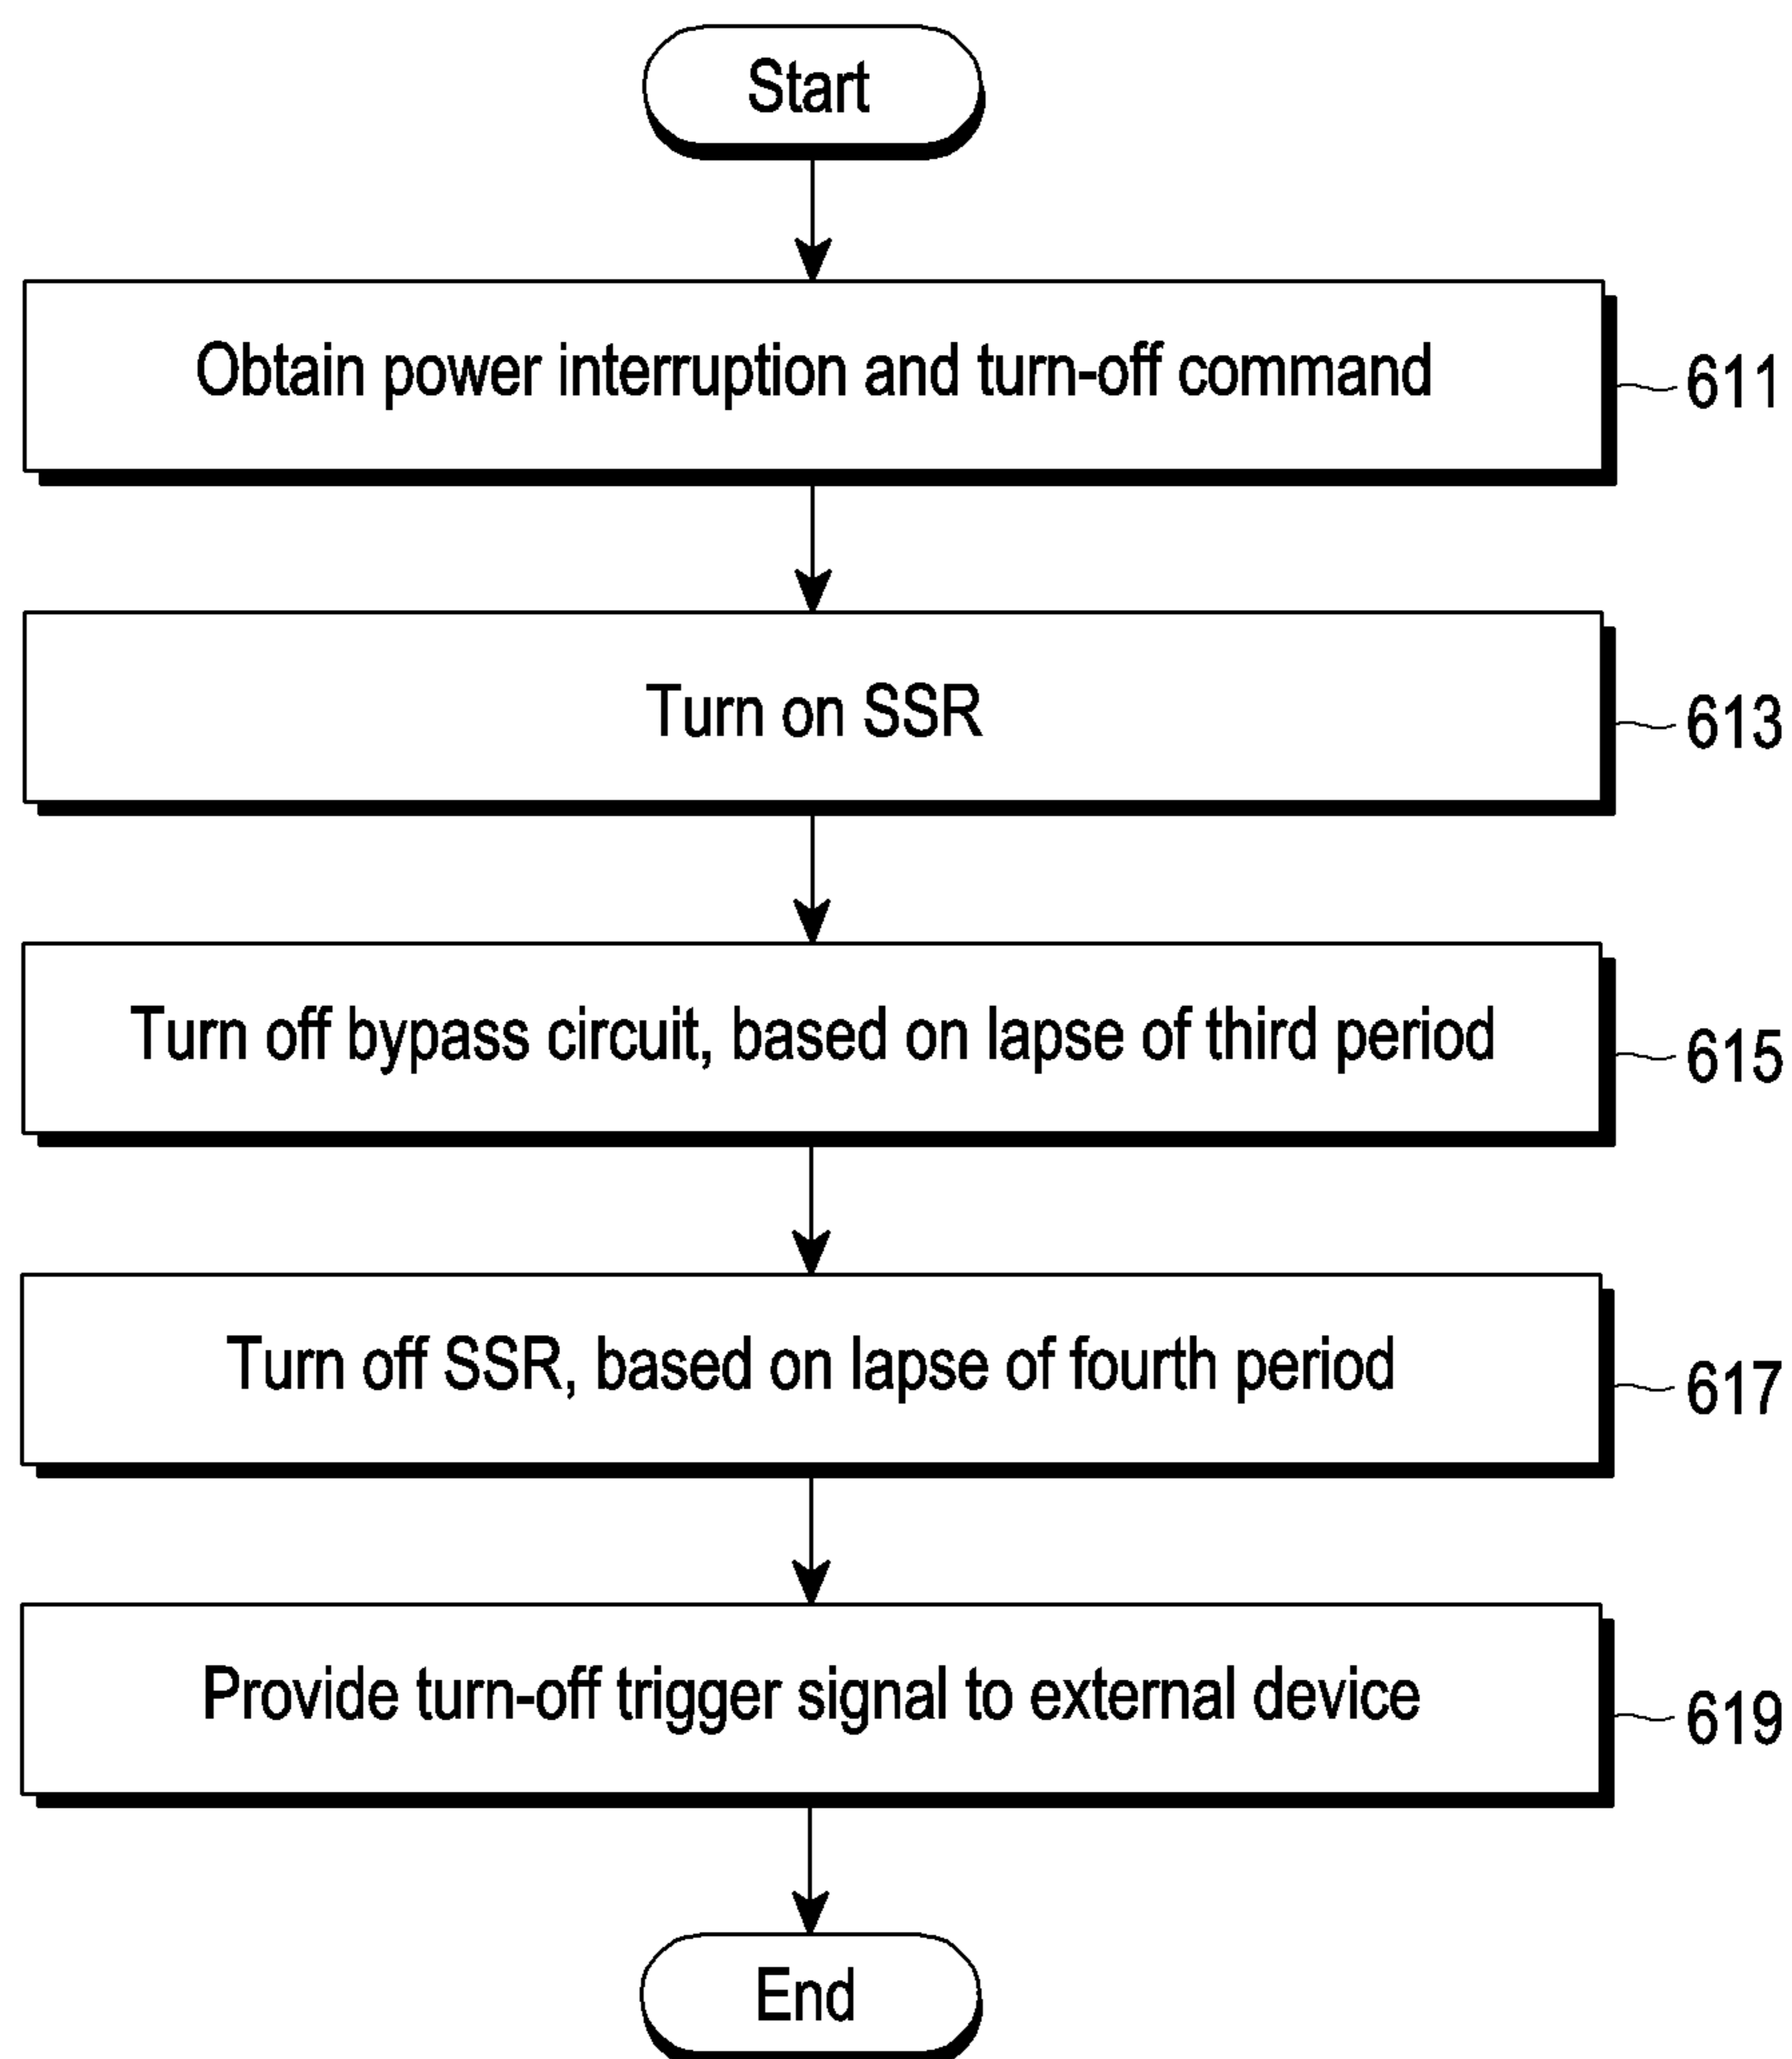 Start
Obtain power interruption and turn-off command
611
Turn on SSR
613
Turn off bypass circuit, based on lapse of third period
615
Turn off SSR, based on lapse of fourth period
617
Provide turn-off trigger signal to external device
619
End